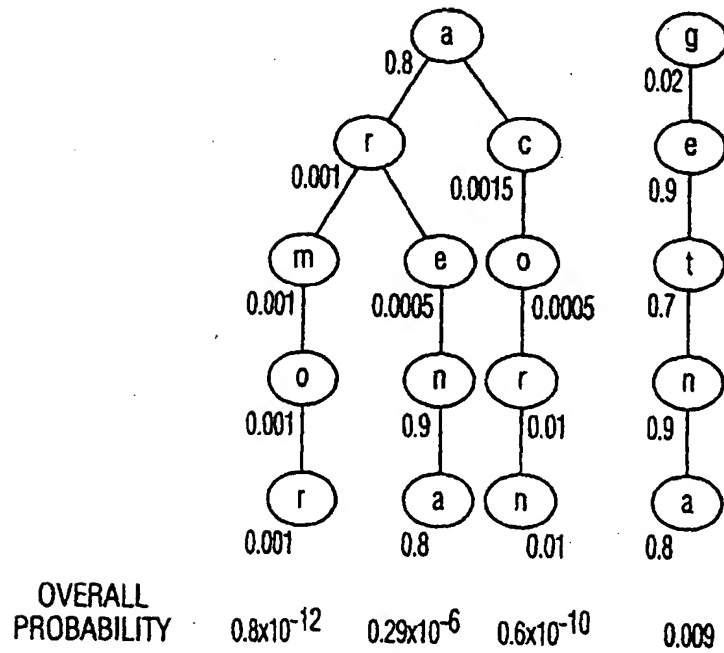 a g
0.8 0.02
r c e
0.001 0.0015 0.9
m e o t
0.001 0.0005 0.0005 0.7
o n r n
0.001 0.9 0.01 0.9
r a n a
0.001 0.8 0.01 0.8
OVERALL
PROBABILITY 0.8x10⁻¹² 0.29x10⁻⁶ 0.6x10⁻¹⁰ 0.009